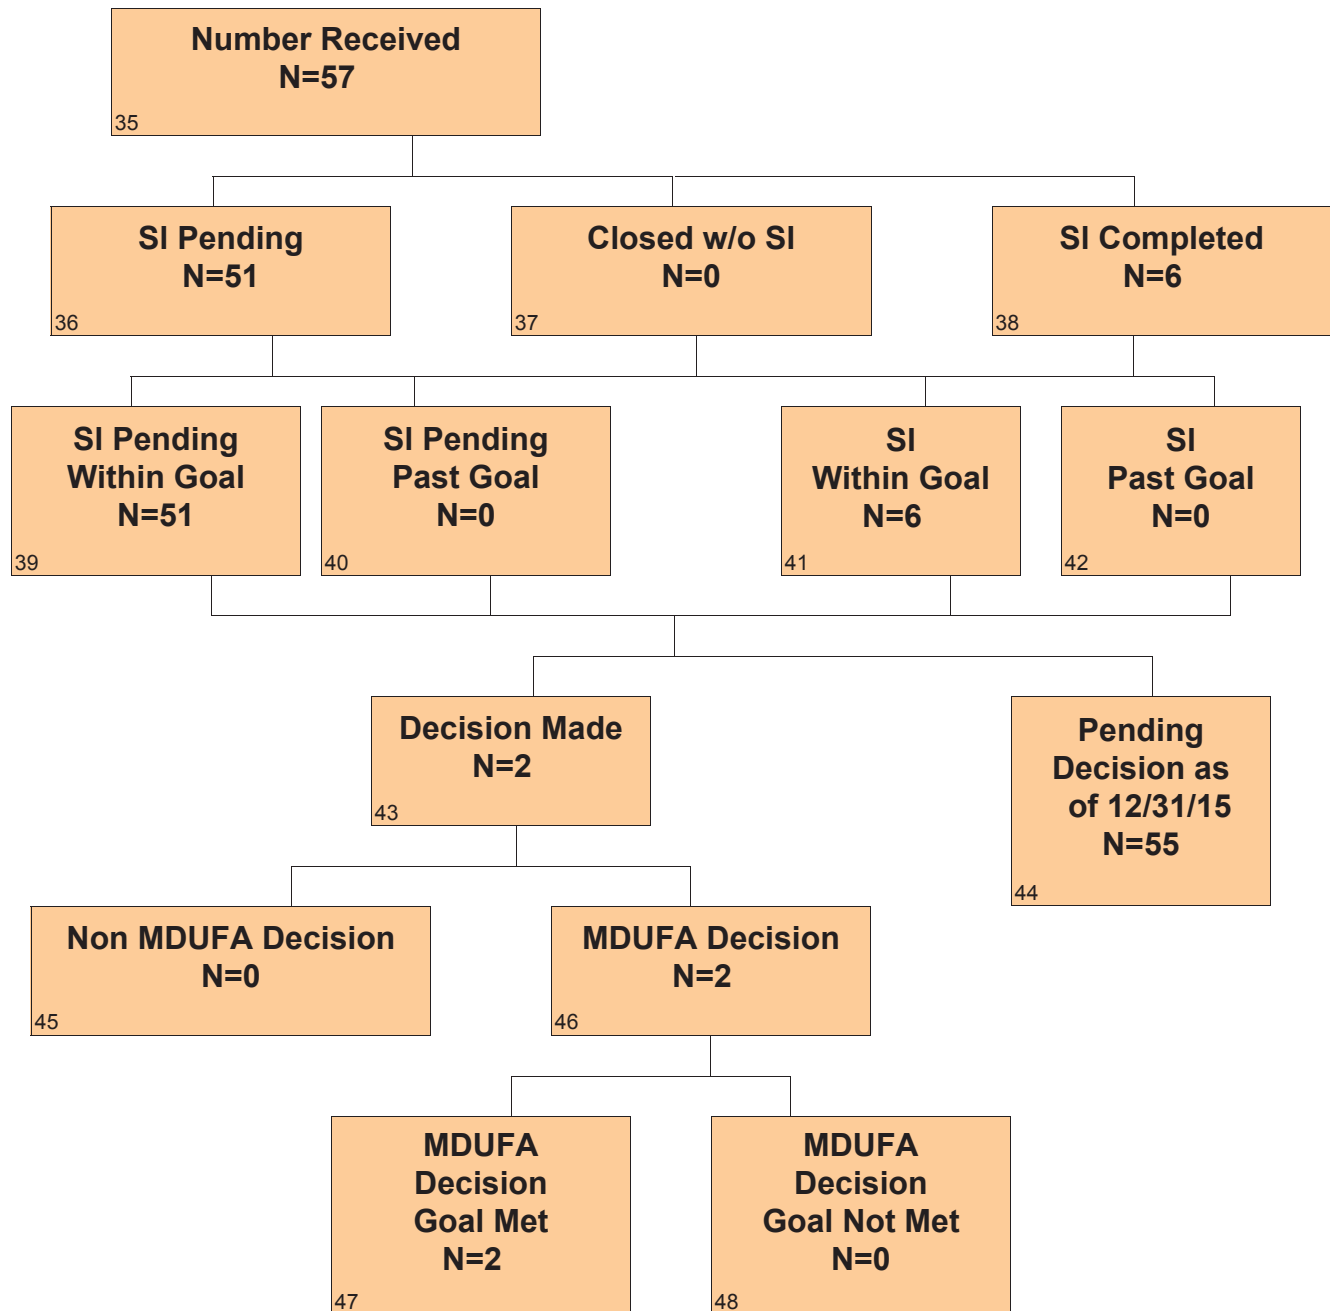 Number Received
N=57
35
SI Pending
N=51
36
Closed w/o SI
N=0
37
SI Completed
N=6
38
SI Pending
Within Goal
N=51
39
SI Pending
Past Goal
N=0
40
SI
Within Goal
N=6
41
SI
Past Goal
N=0
42
Decision Made
N=2
43
Pending
Decision as
of 12/31/15
N=55
44
Non MDUFA Decision
N=0
45
MDUFA Decision
N=2
46
MDUFA
Decision
Goal Met
N=2
47
MDUFA
Decision
Goal Not Met
N=0
48